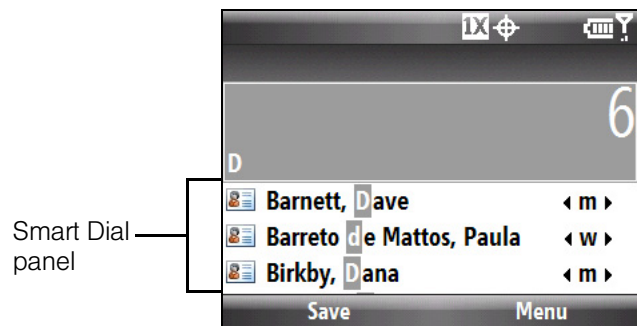 1X
6
D
Barnett, Dave m
Barreto de Mattos, Paula w
Birkby, Dana m
Smart Dial
panel
Save Menu